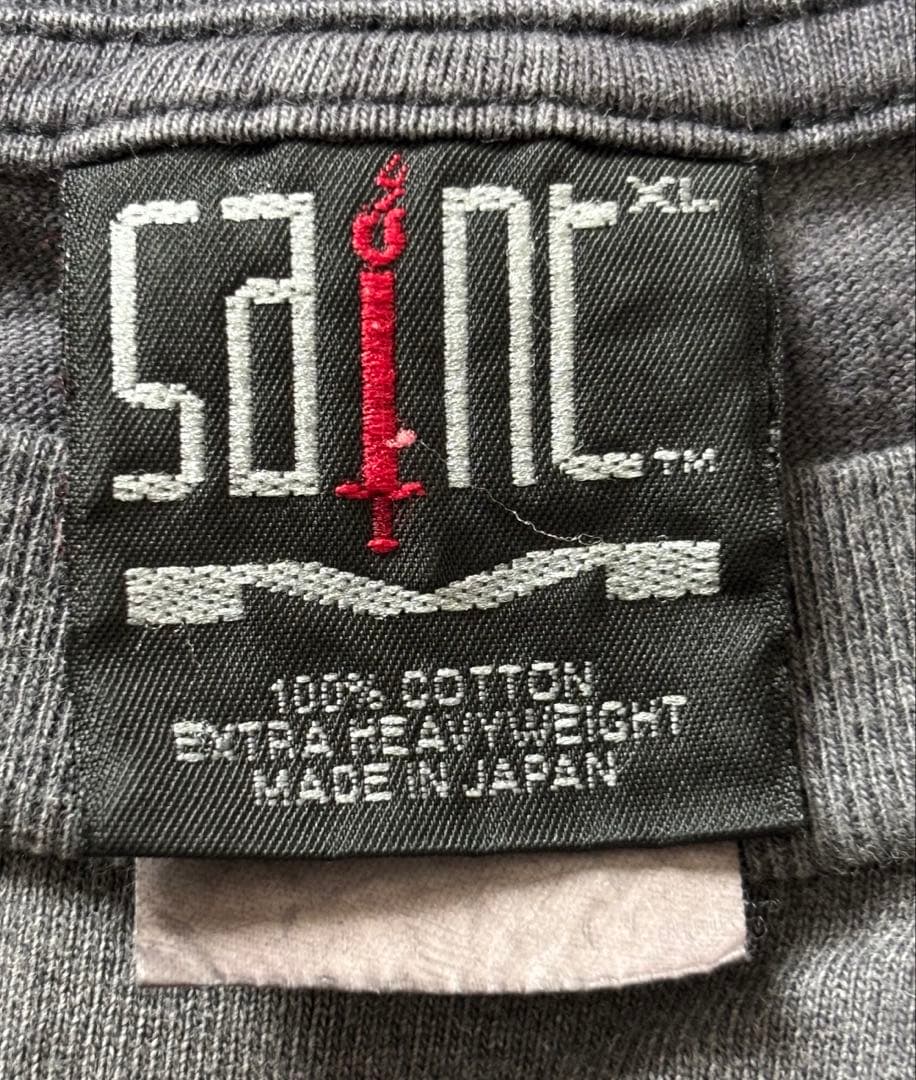 saint XL
TM
100% COTTON
EXTRA HEAVYWEIGHT
MADE IN JAPAN